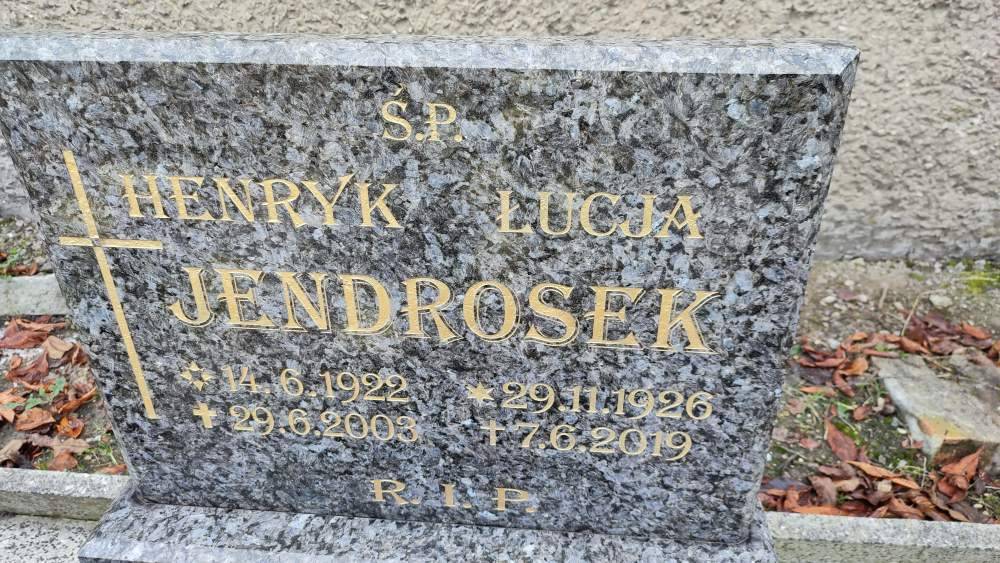 Ś.P.
HENRYK ŁUCJA
JENDROSEK
14.6.1922 29.11.1926
29.6.2003 7.6.2019
R. I. P.